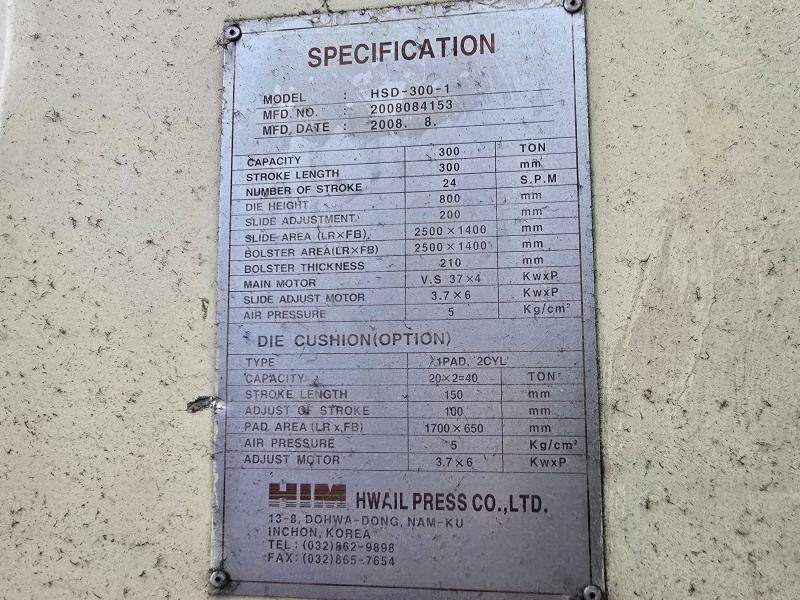 SPECIFICATION
MODEL : HSD-300-1
MFD. NO. : 2008084153
MFD. DATE : 2008. 8.
CAPACITY 300 TON
STROKE LENGTH 300 mm
NUMBER OF STROKE 24 S.P.M
DIE HEIGHT 800 mm
SLIDE ADJUSTMENT. 200 mm
SLIDE AREA (LR×FB) 2500×1400 mm
BOLSTER AREA(LR×FB) 2500×1400 mm
BOLSTER THICKNESS 210 mm
MAIN MOTOR V.S 37×4 KwxP
SLIDE ADJUST MOTOR 3.7×6 KwxP
AIR PRESSURE 5 Kg/cm²
DIE CUSHION(OPTION)
TYPE 1PAD, 2CYL
CAPACITY 20×2=40 TON
STROKE LENGTH 150 mm
ADJUST OF STROKE 100 mm
PAD AREA (LR x FB) 1700×650 mm
AIR PRESSURE 5 Kg/cm²
ADJUST MOTOR 3.7×6 KwxP
HIM HWAIL PRESS CO.,LTD.
13-8, DOHWA-DONG, NAM-KU
INCHON, KOREA
TEL : (032)862-9898
FAX: (032)865-7654